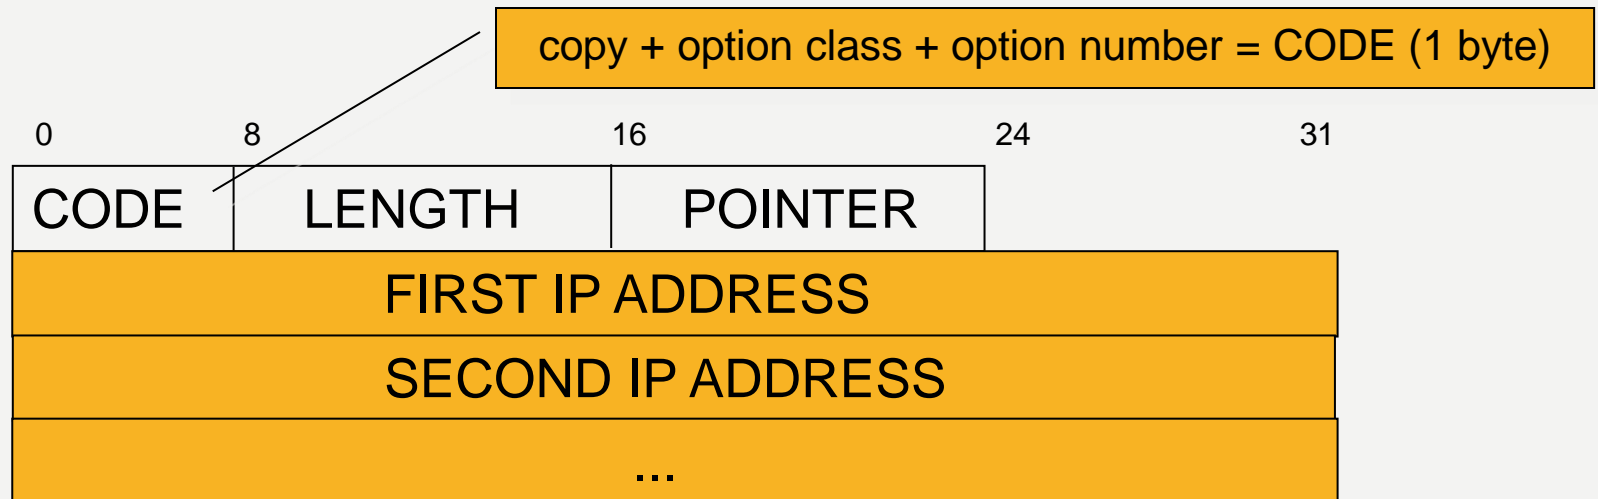 copy + option class + option number = CODE (1 byte)
0 8 16 24 31
CODE LENGTH POINTER
FIRST IP ADDRESS
SECOND IP ADDRESS
...